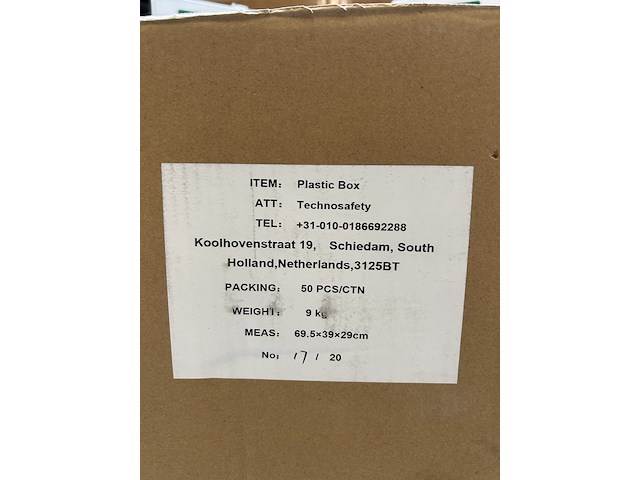 ITEM: Plastic Box
ATT: Technosafety
TEL: +31-010-0186692288
Koolhovenstraat 19, Schiedam, South
Holland,Netherlands,3125BT
PACKING: 50 PCS/CTN
WEIGHT: 9 kg
MEAS: 69.5×39×29cm
No: 17 / 20